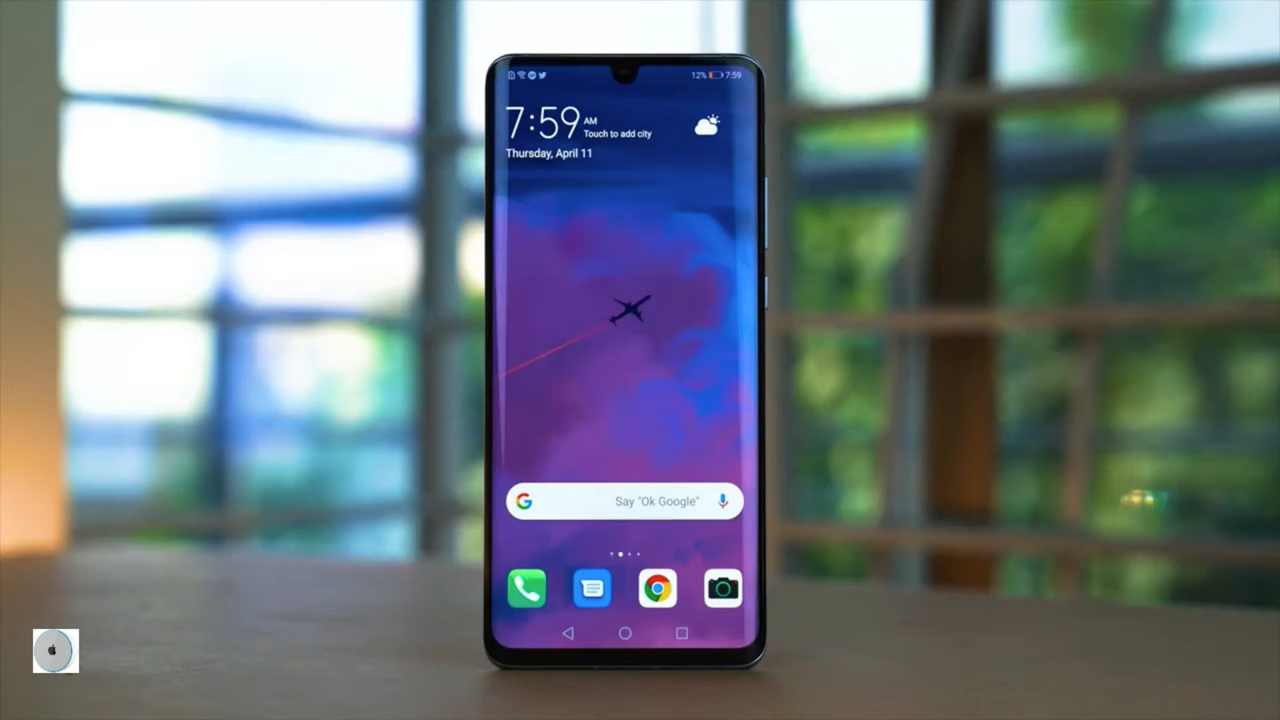 12% 7:59
7:59 AM
Touch to add city
Thursday, April 11
G Say "Ok Google"